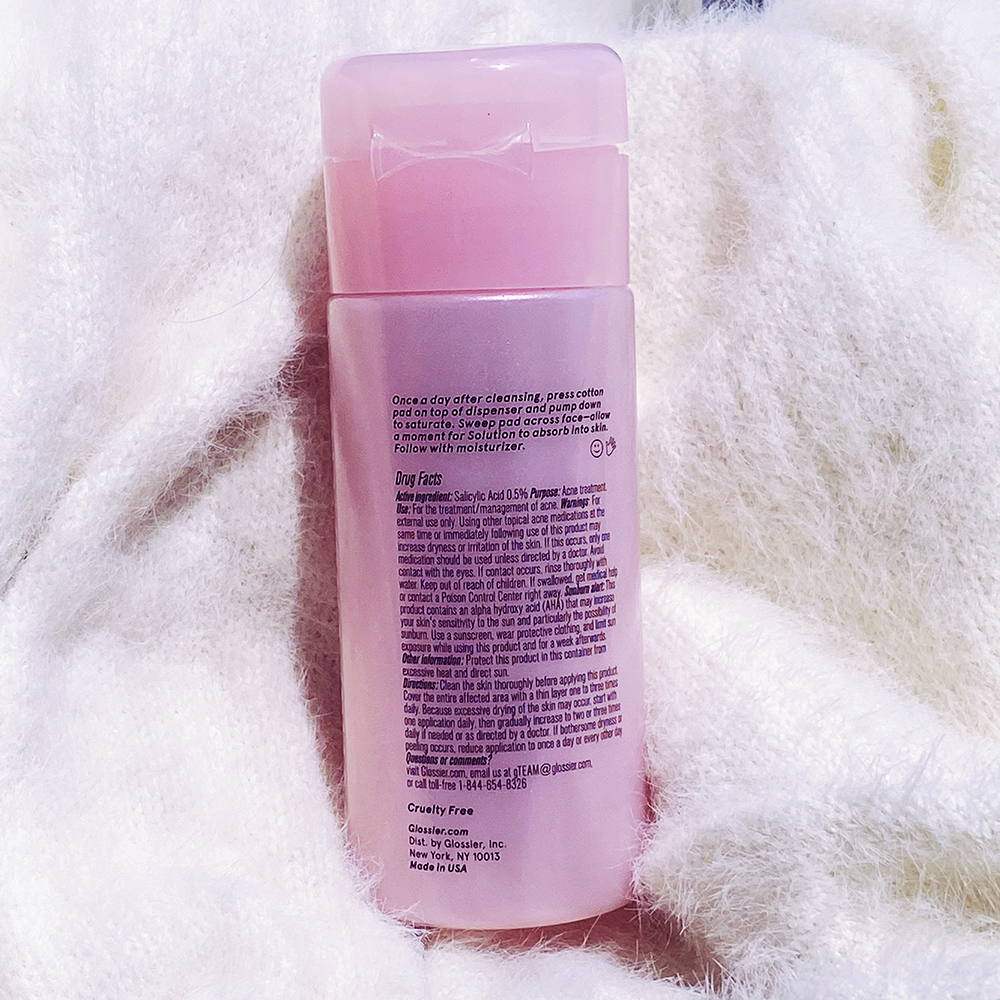 Once a day after cleansing, press cotton
pad on top of dispenser and pump down
to saturate. Sweep pad across face—allow
a moment for Solution to absorb into skin.
Follow with moisturizer.
Drug Facts
Active ingredient: Salicylic Acid 0.5% Purpose: Acne treatment.
Use: For the treatment/management of acne. Warnings: For
external use only. Using other topical acne medications at the
same time or immediately following use of this product may
increase dryness or irritation of the skin. If this occurs, only one
medication should be used unless directed by a doctor. Avoid
contact with the eyes. If contact occurs, rinse thoroughly with
water. Keep out of reach of children. If swallowed, get medical help
or contact a Poison Control Center right away. Sunburn alert: This
product contains an alpha hydroxy acid (AHA) that may increase
your skin's sensitivity to the sun and particularly the possibility of
sunburn. Use a sunscreen, wear protective clothing, and limit sun
exposure while using this product and for a week afterwards.
Other information: Protect this product in this container from
excessive heat and direct sun.
Directions: Clean the skin thoroughly before applying this product.
Cover the entire affected area with a thin layer one to three times
daily. Because excessive drying of the skin may occur, start with
one application daily, then gradually increase to two or three times
daily if needed or as directed by a doctor. If bothersome dryness or
peeling occurs, reduce application to once a day or every other day.
Questions or comments?
visit Glossier.com, email us at gTEAM@glossier.com,
or call toll-free 1-844-654-8326
Cruelty Free
Glossier.com
Dist. by Glossier, Inc.
New York, NY 10013
Made in USA